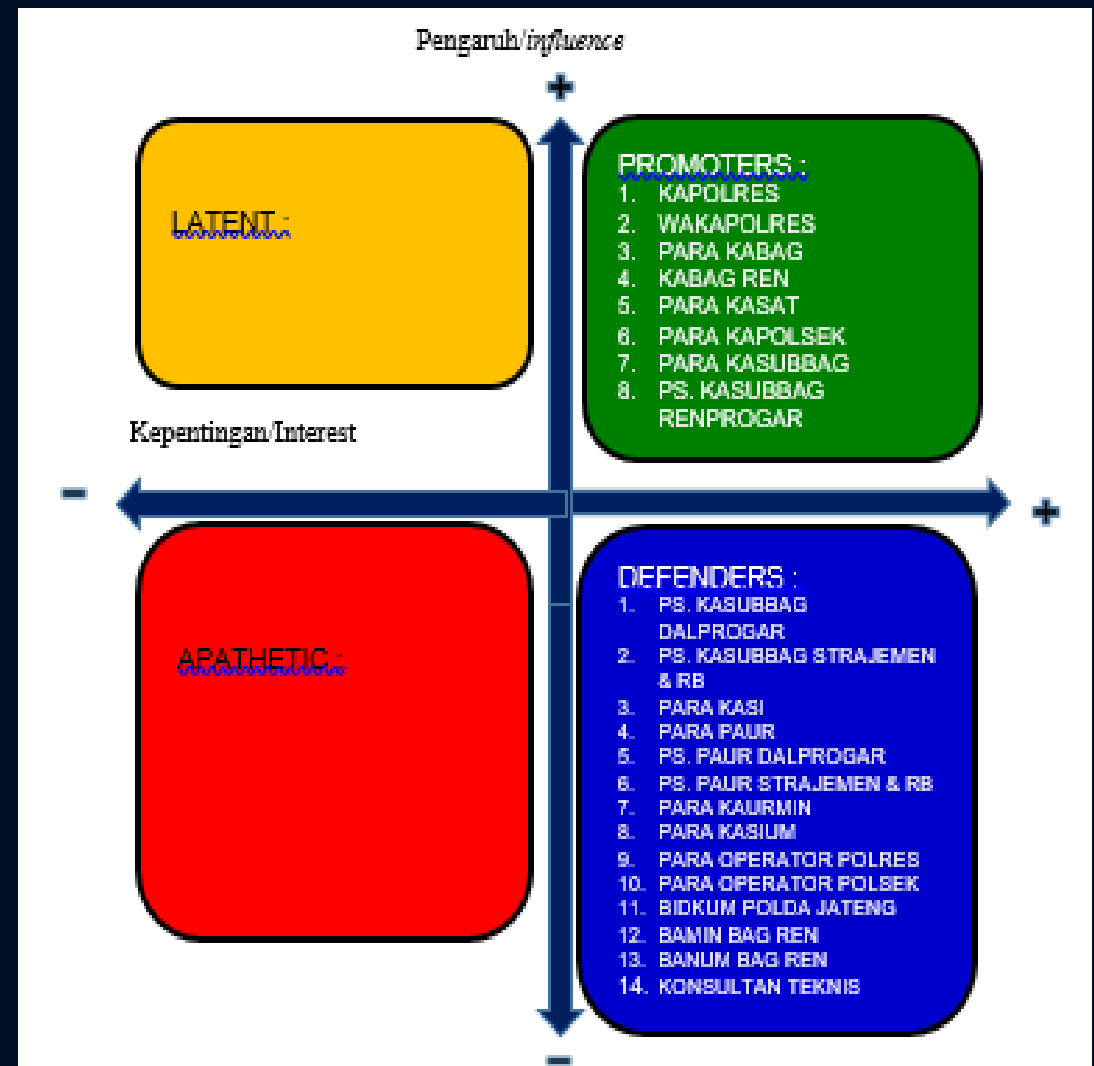 Pengaruh/influence
+
LATENT :
PROMOTERS :
1. KAPOLRES
2. WAKAPOLRES
3. PARA KABAG
4. KABAG REN
5. PARA KASAT
6. PARA KAPOLSEK
7. PARA KASUBBAG
8. PS. KASUBBAG
RENPROGAR
Kepentingan/Interest
-
+
APATHETIC :
DEFENDERS :
1. PS. KASUBBAG
DALPROGAR
2. PS. KASUBBAG STRAJEMEN
& RB
3. PARA KASI
4. PARA PAUR
5. PS. PAUR DALPROGAR
6. PS. PAUR STRAJEMEN & RB
7. PARA KAURMIN
8. PARA KASIUM
9. PARA OPERATOR POLRES
10. PARA OPERATOR POLSEK
11. BIDKUM POLDA JATENG
12. BAMIN BAG REN
13. BANUM BAG REN
14. KONSULTAN TEKNIS
-